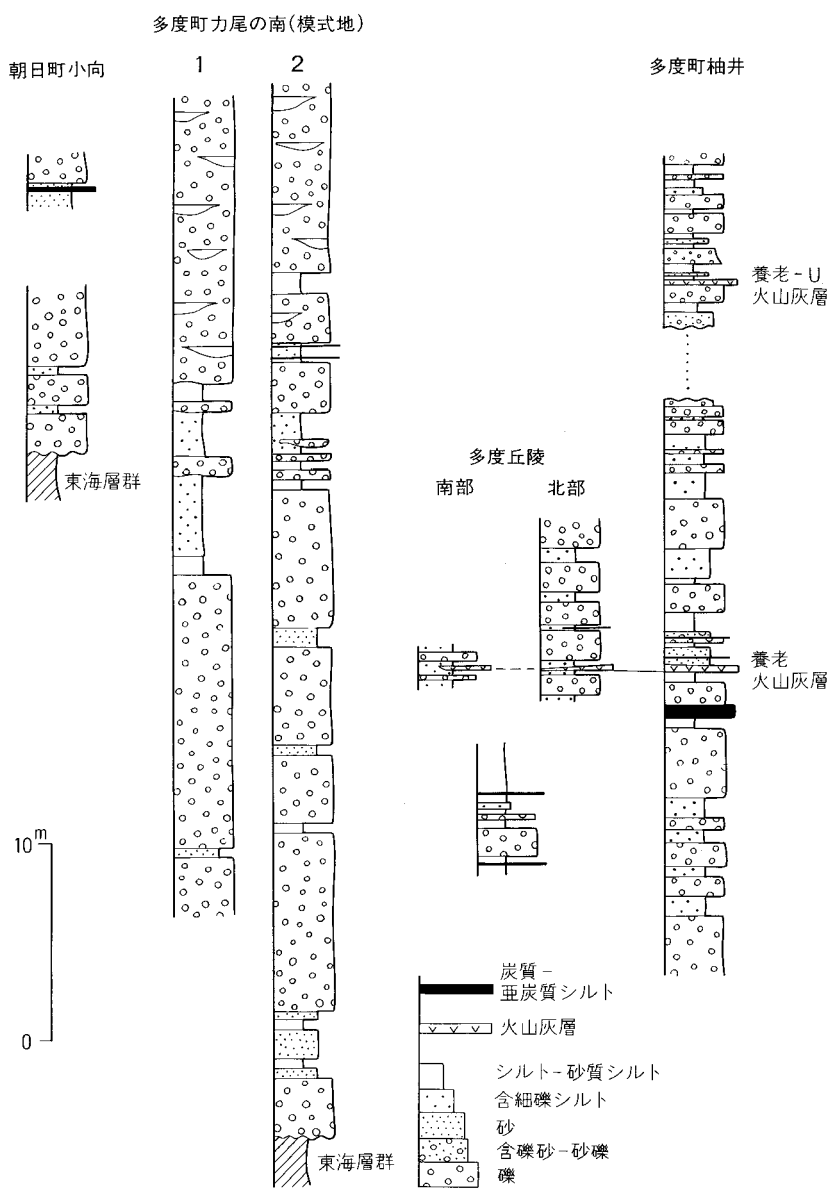 多度町力尾の南(模式地)
朝日町小向
1
2
多度町柚井
養老-U
火山灰層
東海層群
多度丘陵
南部
北部
養老
火山灰層
10m
0
炭質-
亜炭質シルト
火山灰層
シルト-砂質シルト
含細礫シルト
砂
含礫砂-砂礫
礫
東海層群